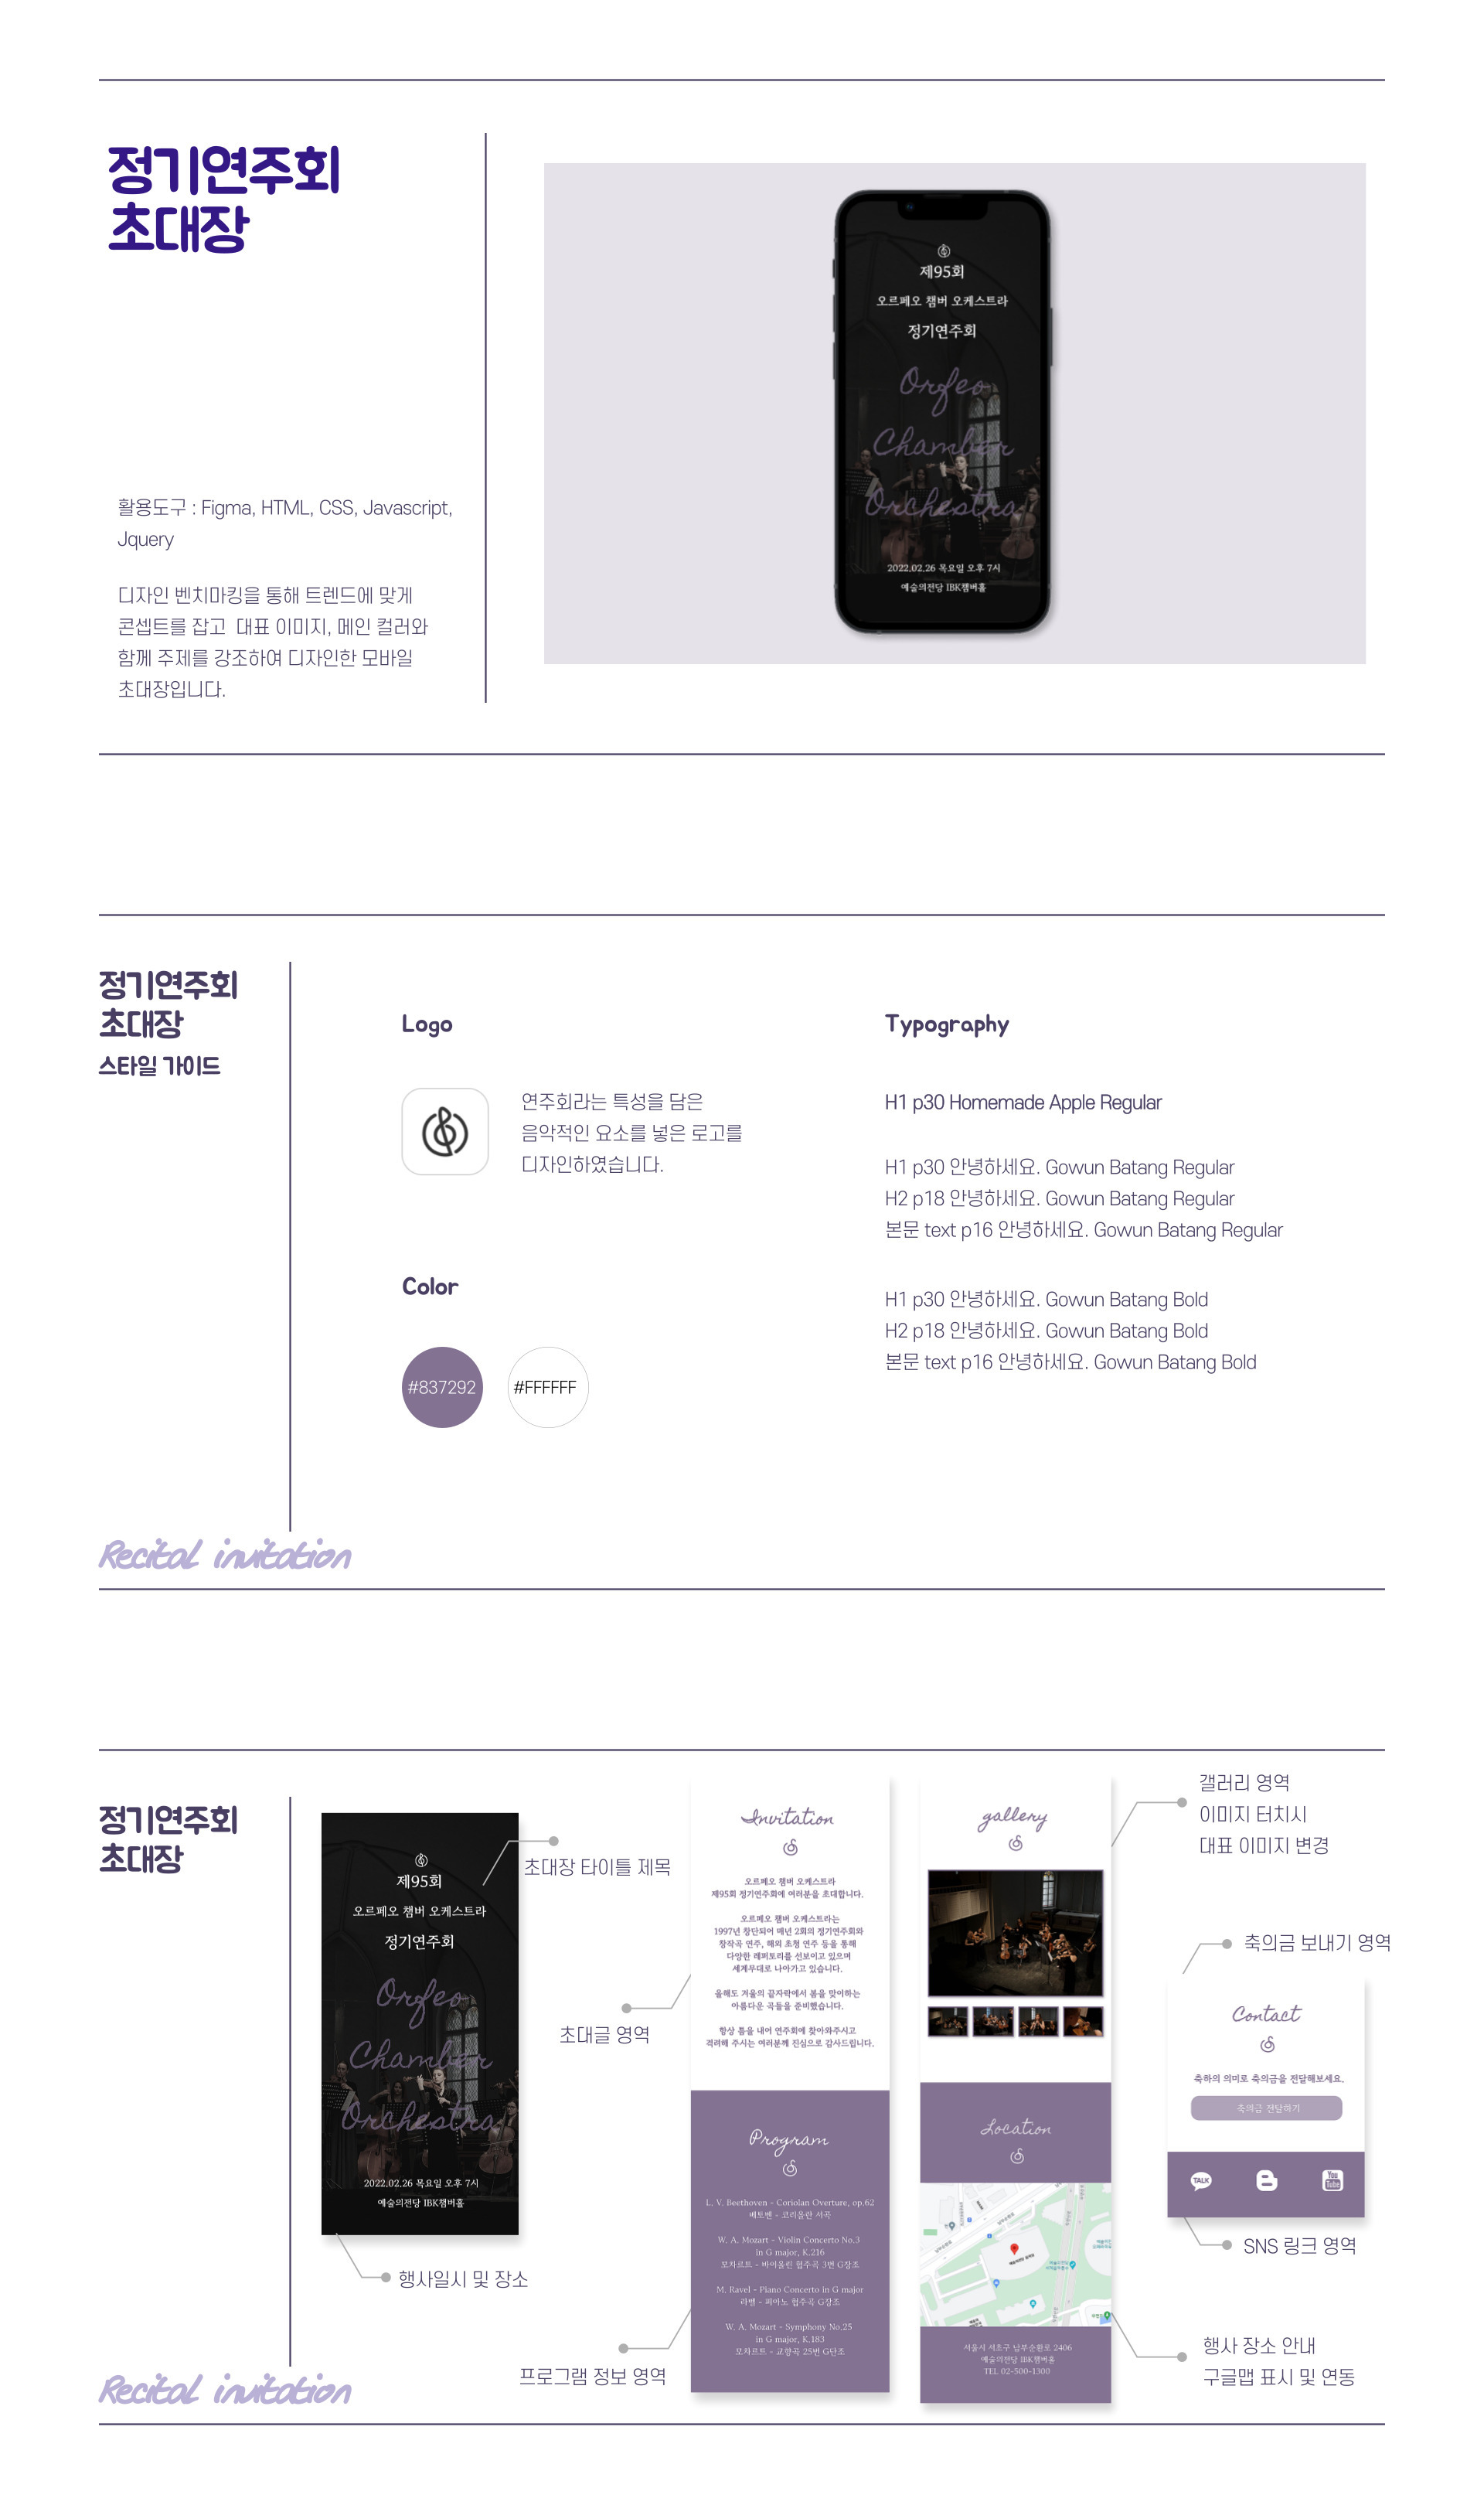 정기연주회
초대장
활용도구 : Figma, HTML, CSS, Javascript,
Jquery
디자인 벤치마킹을 통해 트렌드에 맞게
콘셉트를 잡고 대표 이미지, 메인 컬러와
함께 주제를 강조하여 디자인한 모바일
초대장입니다.
제95회
오르페오 챔버 오케스트라
정기연주회
Orfeo
Chamber
Orchestra
2022.02.26 목요일 오후 7시
예술의전당 IBK챔버홀
정기연주회
초대장
스타일 가이드
Logo
연주회라는 특성을 담은
음악적인 요소를 넣은 로고를
디자인하였습니다.
Color
#837292
#FFFFFF
Typography
H1 p30 Homemade Apple Regular
H1 p30 안녕하세요. Gowun Batang Regular
H2 p18 안녕하세요. Gowun Batang Regular
본문 text p16 안녕하세요. Gowun Batang Regular
H1 p30 안녕하세요. Gowun Batang Bold
H2 p18 안녕하세요. Gowun Batang Bold
본문 text p16 안녕하세요. Gowun Batang Bold
Recital invitation
정기연주회
초대장
제95회
오르페오 챔버 오케스트라
정기연주회
Orfeo
Chamber
Orchestra
2022.02.26 목요일 오후 7시
예술의전당 IBK챔버홀
초대장 타이틀 제목
행사일시 및 장소
초대글 영역
프로그램 정보 영역
Invitation
오르페오 챔버 오케스트라
제95회 정기연주회에 여러분을 초대합니다.
오르페오 챔버 오케스트라는
1997년 창단되어 매년 2회의 정기연주회와
창작곡 연주, 해외 초청 연주 등을 통해
다양한 레퍼토리를 선보이고 있으며
세계무대로 나아가고 있습니다.
올해도 겨울의 끝자락에서 봄을 맞이하는
아름다운 곡들을 준비했습니다.
항상 틈을 내어 연주회에 찾아와주시고
격려해 주시는 여러분께 진심으로 감사드립니다.
Program
L. V. Beethoven - Coriolan Overture, op.62
베토벤 - 코리올란 서곡
W. A. Mozart - Violin Concerto No.3
in G major, K.216
모차르트 - 바이올린 협주곡 3번 G장조
M. Ravel - Piano Concerto in G major
라벨 - 피아노 협주곡 G장조
W. A. Mozart - Symphony No.25
in G major, K.183
모차르트 - 교향곡 25번 G단조
gallery
Location
서울시 서초구 남부순환로 2406
예술의전당 IBK챔버홀
TEL 02-500-1300
갤러리 영역
이미지 터치시
대표 이미지 변경
축의금 보내기 영역
Contact
축하의 의미로 축의금을 전달해보세요.
축의금 전달하기
TALK
You
Tube
SNS 링크 영역
행사 장소 안내
구글맵 표시 및 연동
Recital invitation